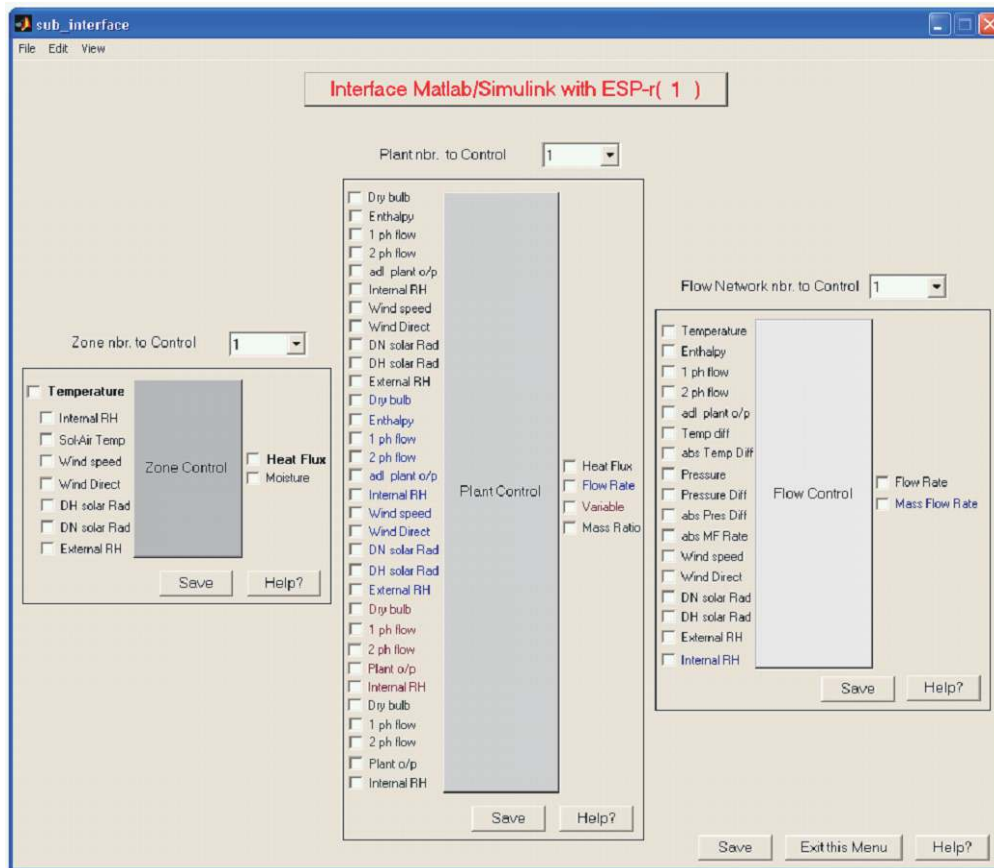 sub_interface
File Edit View
Interface Matlab/Simulink with ESP-r( 1 )
Plant nbr. to Control 1
Dry bulb
Enthalpy
1 ph flow
2 ph flow
adl plant o/p
Internal RH
Wind speed
Wind Direct
DN solar Rad
DH solar Rad
External RH
Dry bulb
Enthalpy
1 ph flow
2 ph flow
adl plant o/p
Internal RH
Wind speed
Wind Direct
DN solar Rad
DH solar Rad
External RH
Dry bulb
1 ph flow
2 ph flow
Plant o/p
Internal RH
Dry bulb
1 ph flow
2 ph flow
Plant o/p
Internal RH
Plant Control
Heat Flux
Flow Rate
Variable
Mass Ratio
Save Help?
Zone nbr. to Control 1
Temperature
Internal RH
Sol-Air Temp
Wind speed
Wind Direct
DH solar Rad
DN solar Rad
External RH
Zone Control
Heat Flux
Moisture
Save Help?
Flow Network nbr. to Control 1
Temperature
Enthalpy
1 ph flow
2 ph flow
adl plant o/p
Temp diff
abs Temp Diff
Pressure
Pressure Diff
abs Pres Diff
abs MF Rate
Wind speed
Wind Direct
DN solar Rad
DH solar Rad
External RH
Internal RH
Flow Control
Flow Rate
Mass Flow Rate
Save Help?
Save Exit this Menu Help?